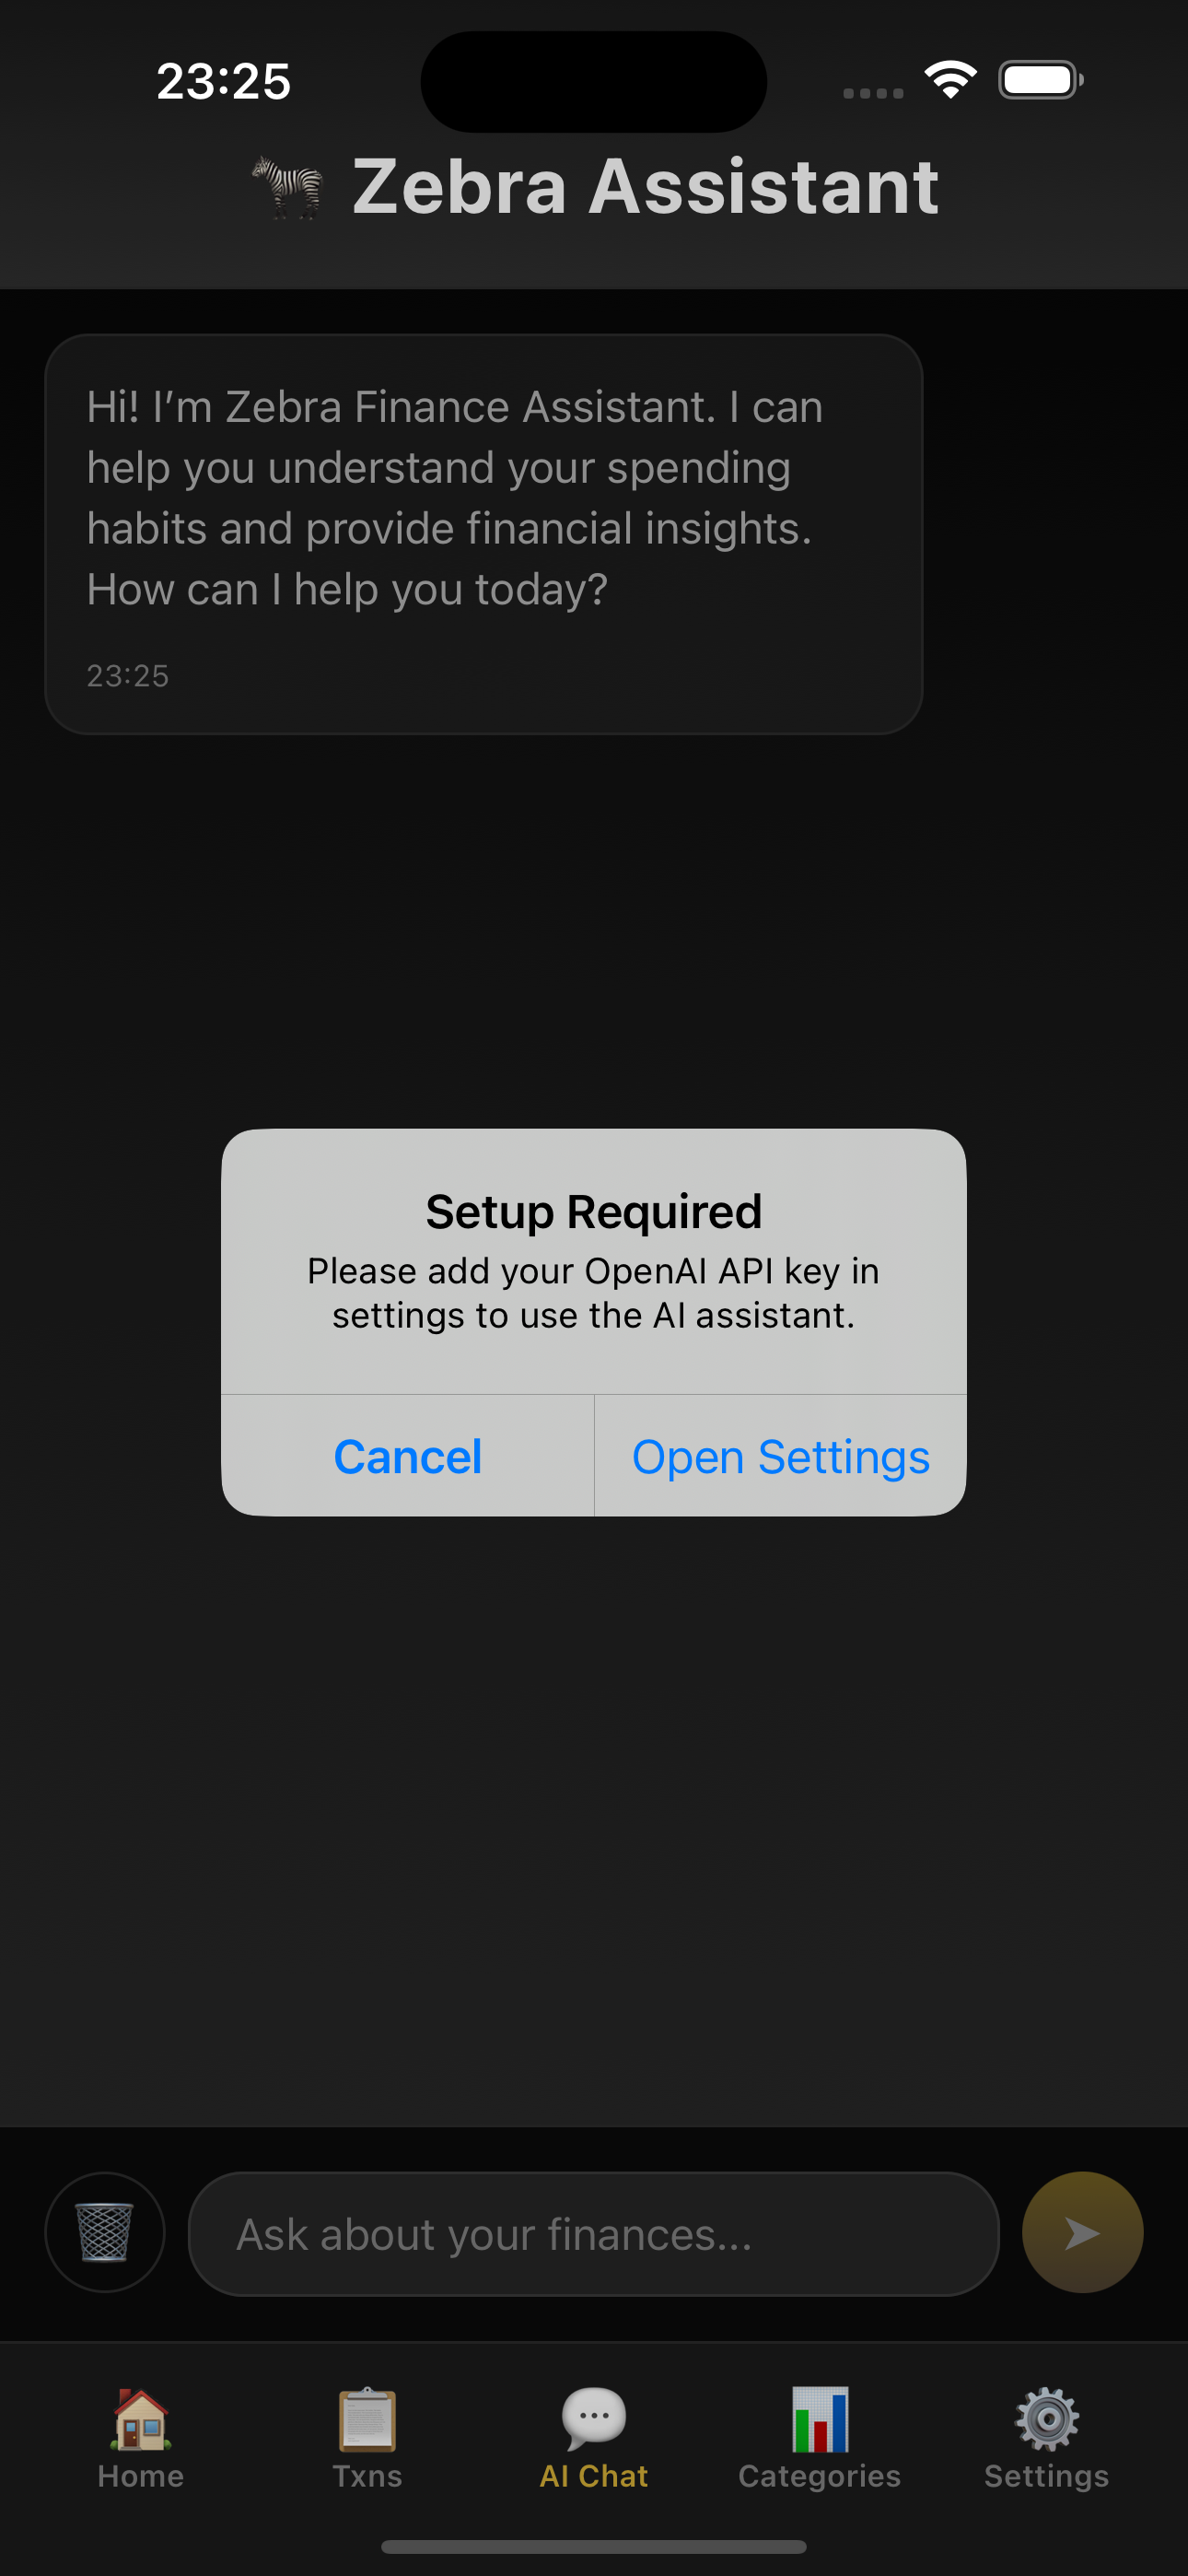 23:25
Zebra Assistant
Hi! I’m Zebra Finance Assistant. I can
help you understand your spending
habits and provide financial insights.
How can I help you today?
23:25
Setup Required
Please add your OpenAI API key in
settings to use the AI assistant.
Cancel
Open Settings
Ask about your finances...
Home
Txns
AI Chat
Categories
Settings